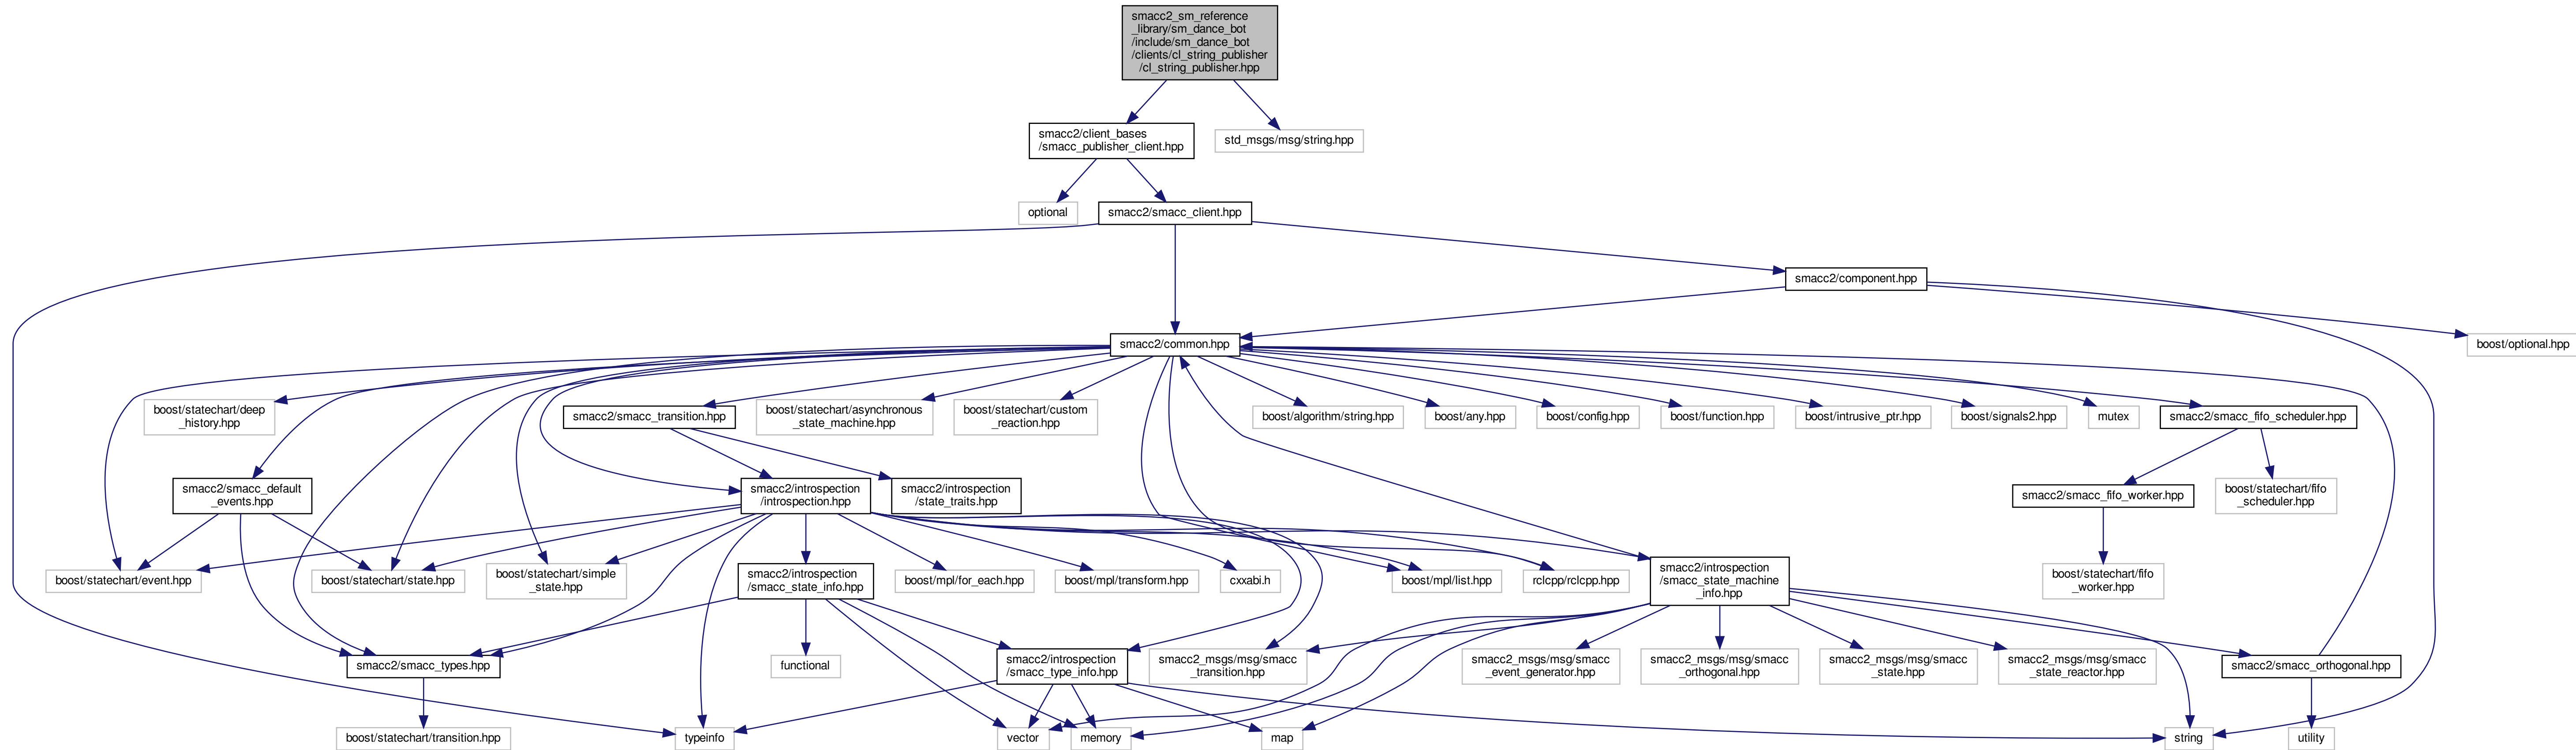 smacc2_sm_reference
_library/sm_dance_bot
/include/sm_dance_bot
/clients/cl_string_publisher
/cl_string_publisher.hpp
smacc2/client_bases
/smacc_publisher_client.hpp
std_msgs/msg/string.hpp
optional
smacc2/smacc_client.hpp
smacc2/component.hpp
smacc2/common.hpp
boost/optional.hpp
boost/statechart/deep
_history.hpp
smacc2/smacc_transition.hpp
boost/statechart/asynchronous
_state_machine.hpp
boost/statechart/custom
_reaction.hpp
boost/algorithm/string.hpp
boost/any.hpp
boost/config.hpp
boost/function.hpp
boost/intrusive_ptr.hpp
boost/signals2.hpp
mutex
smacc2/smacc_fifo_scheduler.hpp
smacc2/smacc_default
_events.hpp
smacc2/introspection
/introspection.hpp
smacc2/introspection
/state_traits.hpp
smacc2/smacc_fifo_worker.hpp
boost/statechart/fifo
_scheduler.hpp
boost/statechart/event.hpp
boost/statechart/state.hpp
boost/statechart/simple
_state.hpp
smacc2/introspection
/smacc_state_info.hpp
boost/mpl/for_each.hpp
boost/mpl/transform.hpp
cxxabi.h
boost/mpl/list.hpp
rclcpp/rclcpp.hpp
smacc2/introspection
/smacc_state_machine
_info.hpp
boost/statechart/fifo
_worker.hpp
smacc2/smacc_types.hpp
functional
smacc2/introspection
/smacc_type_info.hpp
smacc2_msgs/msg/smacc
_transition.hpp
smacc2_msgs/msg/smacc
_event_generator.hpp
smacc2_msgs/msg/smacc
_orthogonal.hpp
smacc2_msgs/msg/smacc
_state.hpp
smacc2_msgs/msg/smacc
_state_reactor.hpp
smacc2/smacc_orthogonal.hpp
boost/statechart/transition.hpp
typeinfo
vector
memory
map
string
utility